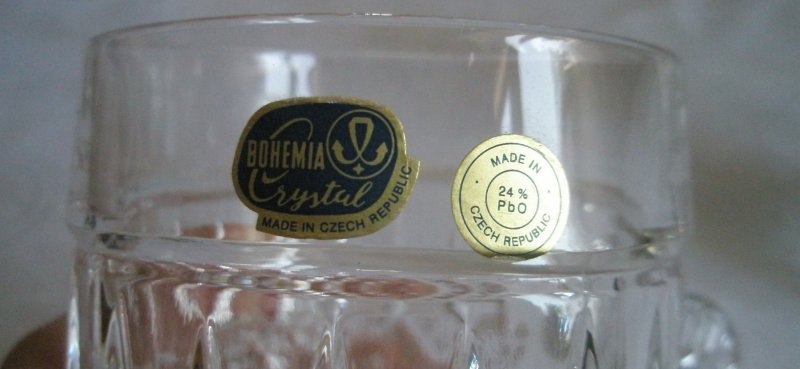 BOHEMIA
Crystal
MADE IN CZECH REPUBLIC
MADE IN
24 %
PbO
CZECH REPUBLIC